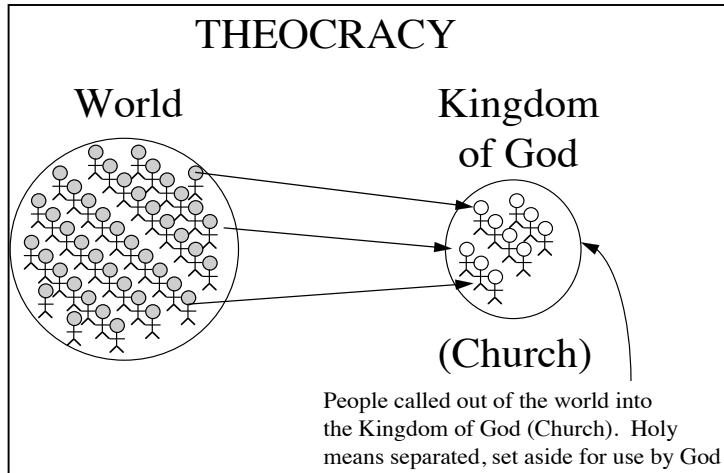 THEOCRACY
World
Kingdom
of God
(Church)
People called out of the world into
the Kingdom of God (Church).  Holy
means separated, set aside for use by God